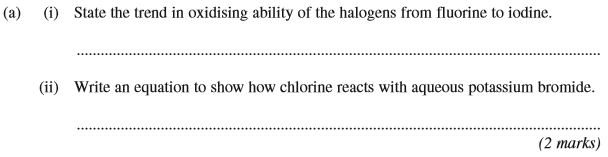 (a) (i) State the trend in oxidising ability of the halogens from fluorine to iodine.
(ii) Write an equation to show how chlorine reacts with aqueous potassium bromide.
(2 marks)